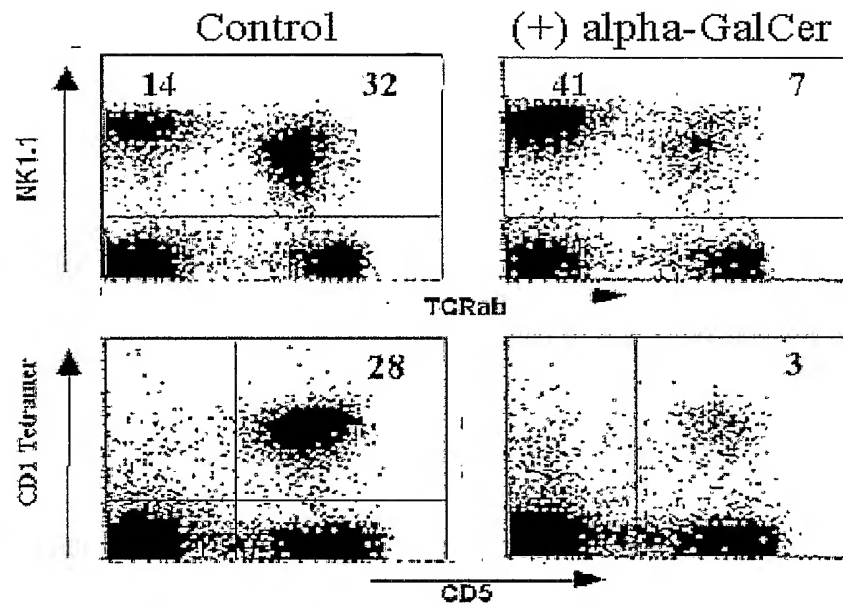 Control
(+) alpha-GalCer
14
32
41
7
NK1.1
TCRab
28
3
CD1 Tetramer
CD5